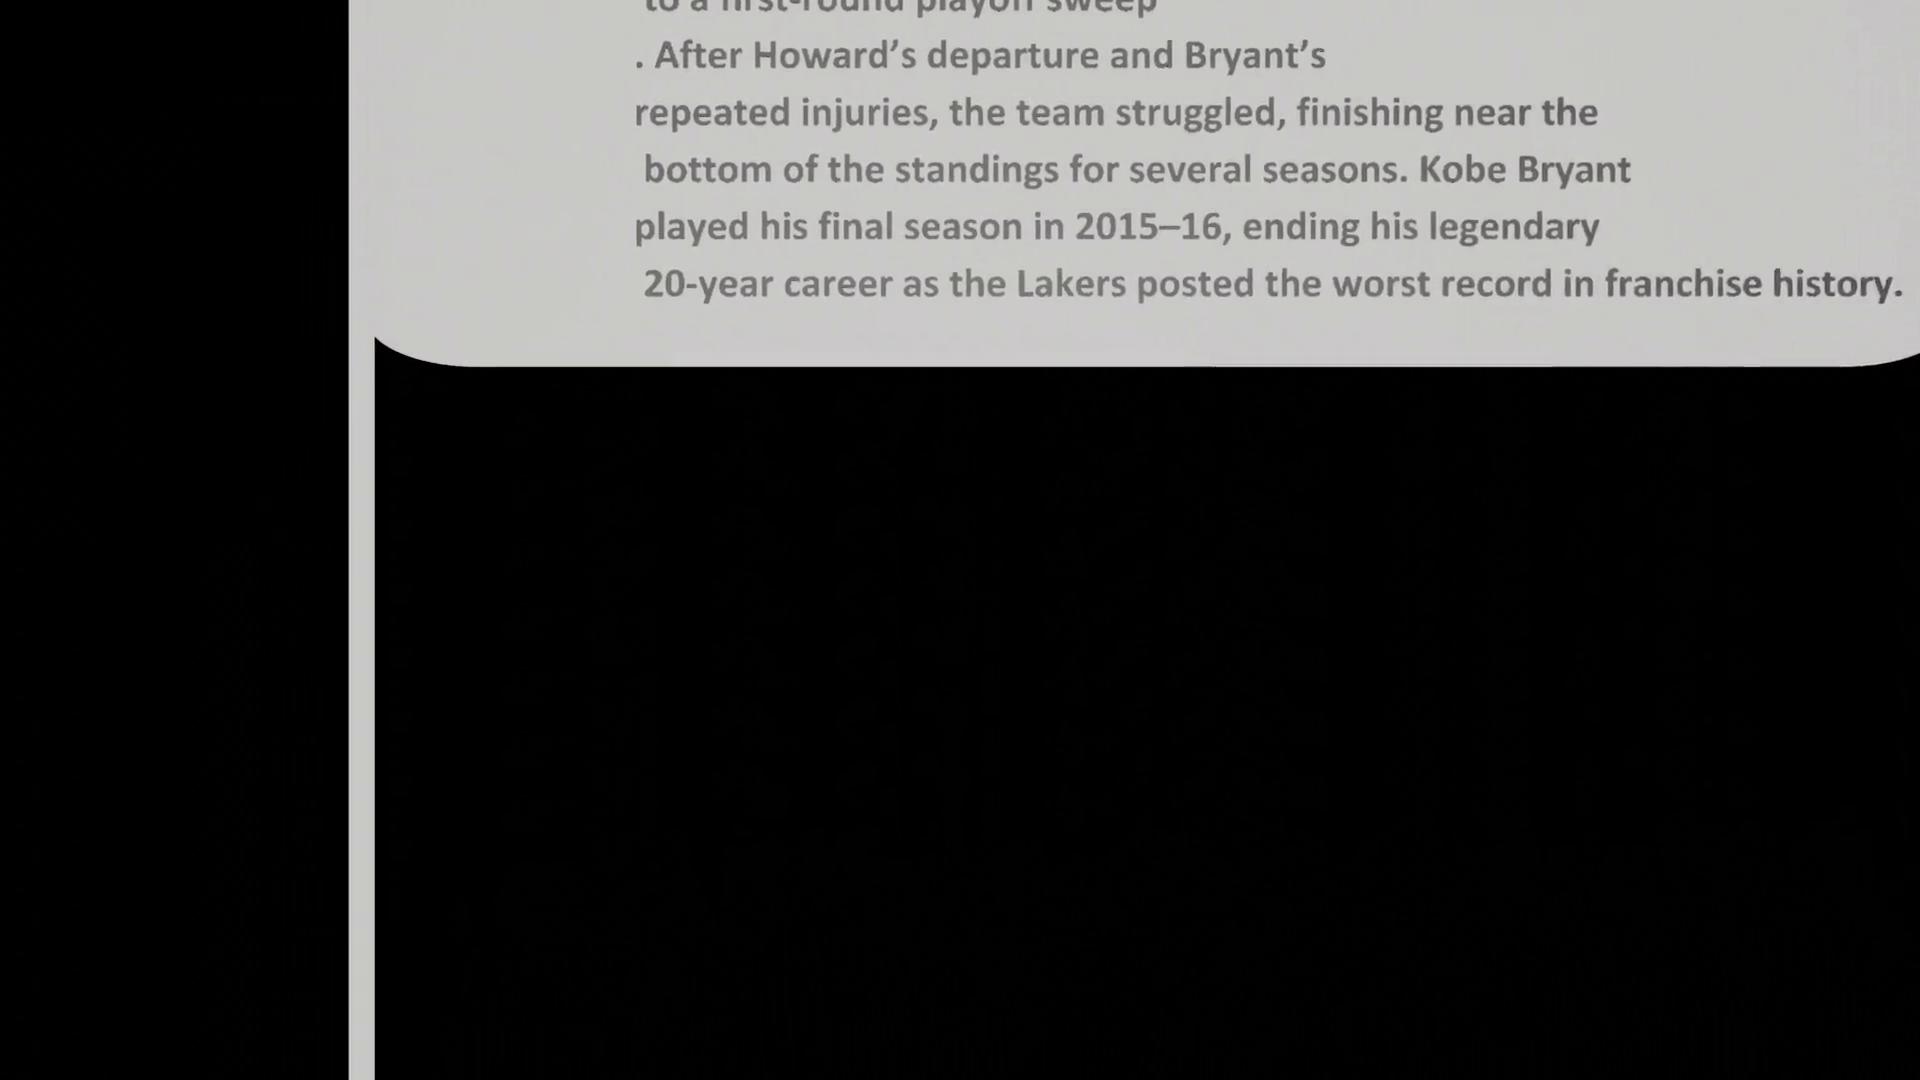 to a first-round playoff sweep
. After Howard’s departure and Bryant’s
repeated injuries, the team struggled, finishing near the
bottom of the standings for several seasons. Kobe Bryant
played his final season in 2015–16, ending his legendary
20-year career as the Lakers posted the worst record in franchise history.